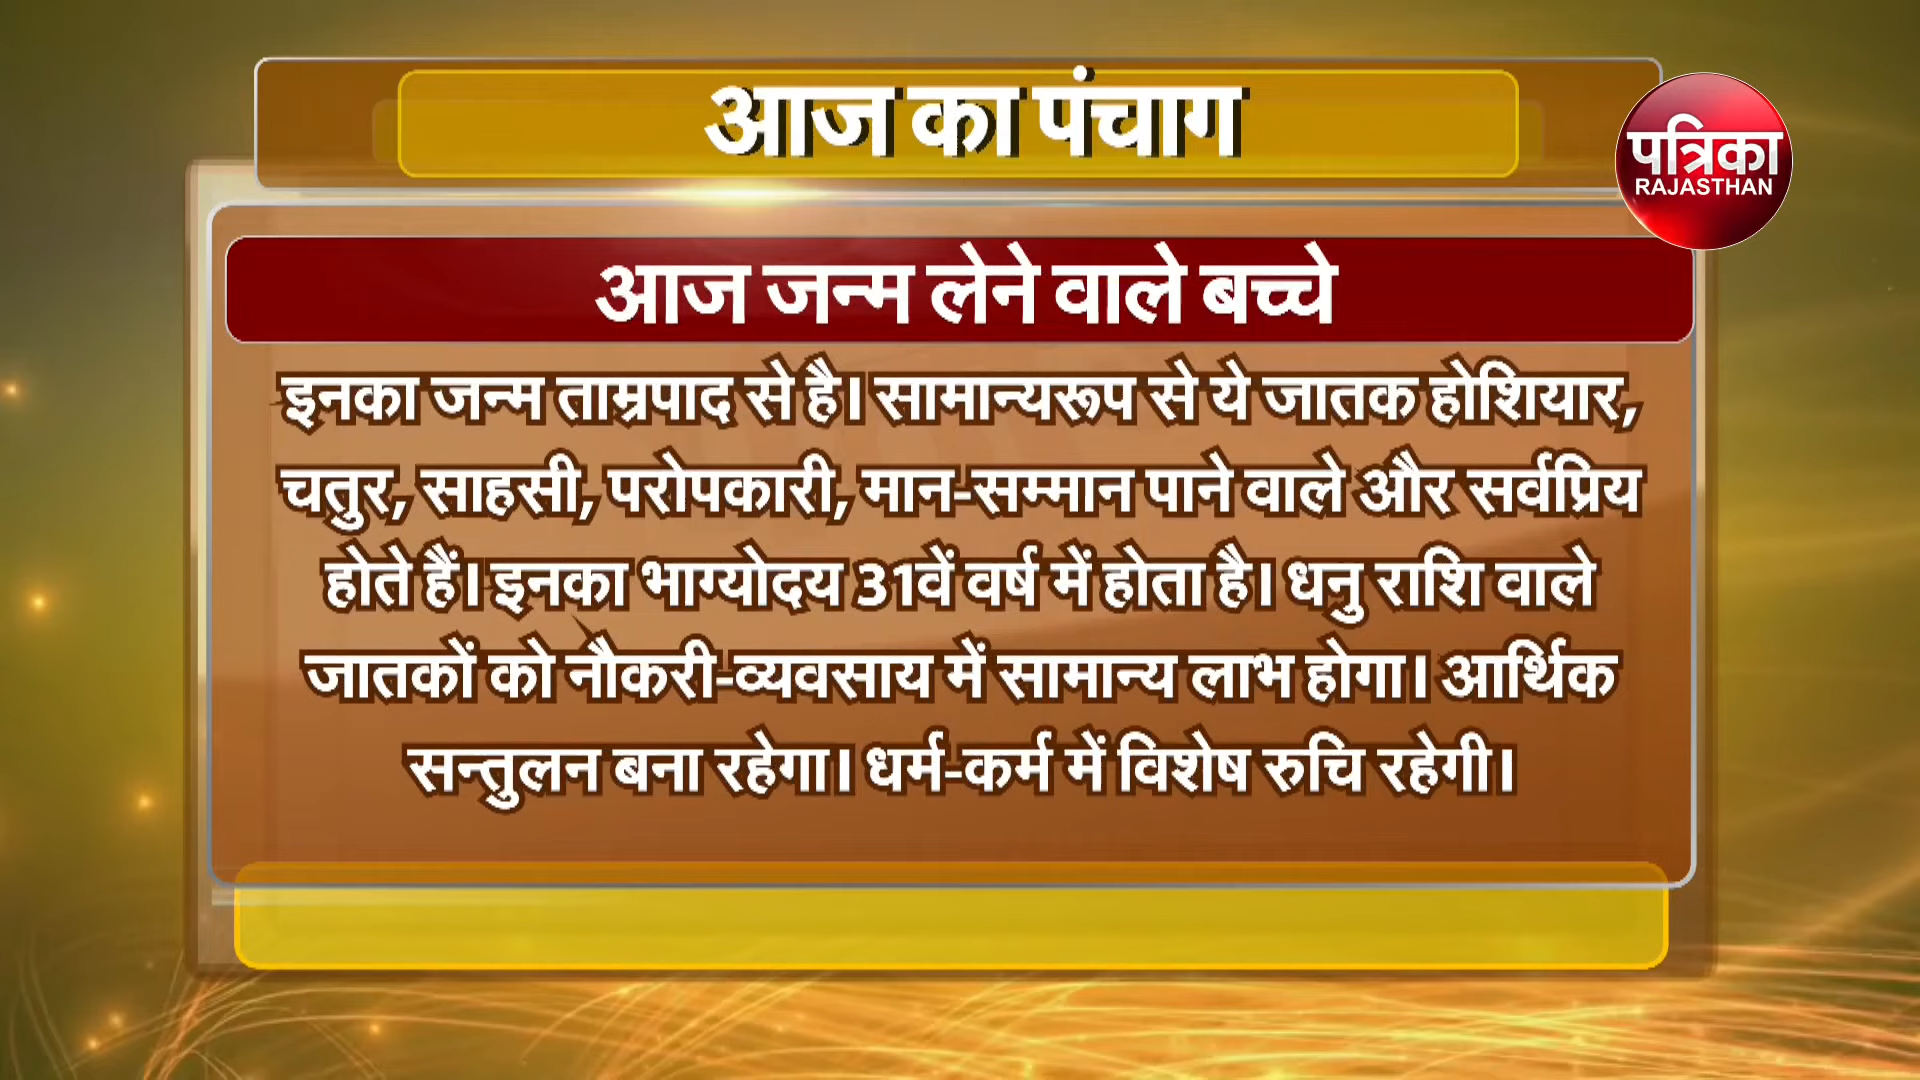 आज का पंचाग
पत्रिका
RAJASTHAN
आज जन्म लेने वाले बच्चे
इनका जन्म ताम्रपाद से है। सामान्यरूप से ये जातक होशियार,
चतुर, साहसी, परोपकारी, मान-सम्मान पाने वाले और सर्वप्रिय
होते हैं। इनका भाग्योदय 31वें वर्ष में होता है। धनु राशि वाले
जातकों को नौकरी-व्यवसाय में सामान्य लाभ होगा। आर्थिक
सन्तुलन बना रहेगा। धर्म-कर्म में विशेष रुचि रहेगी।